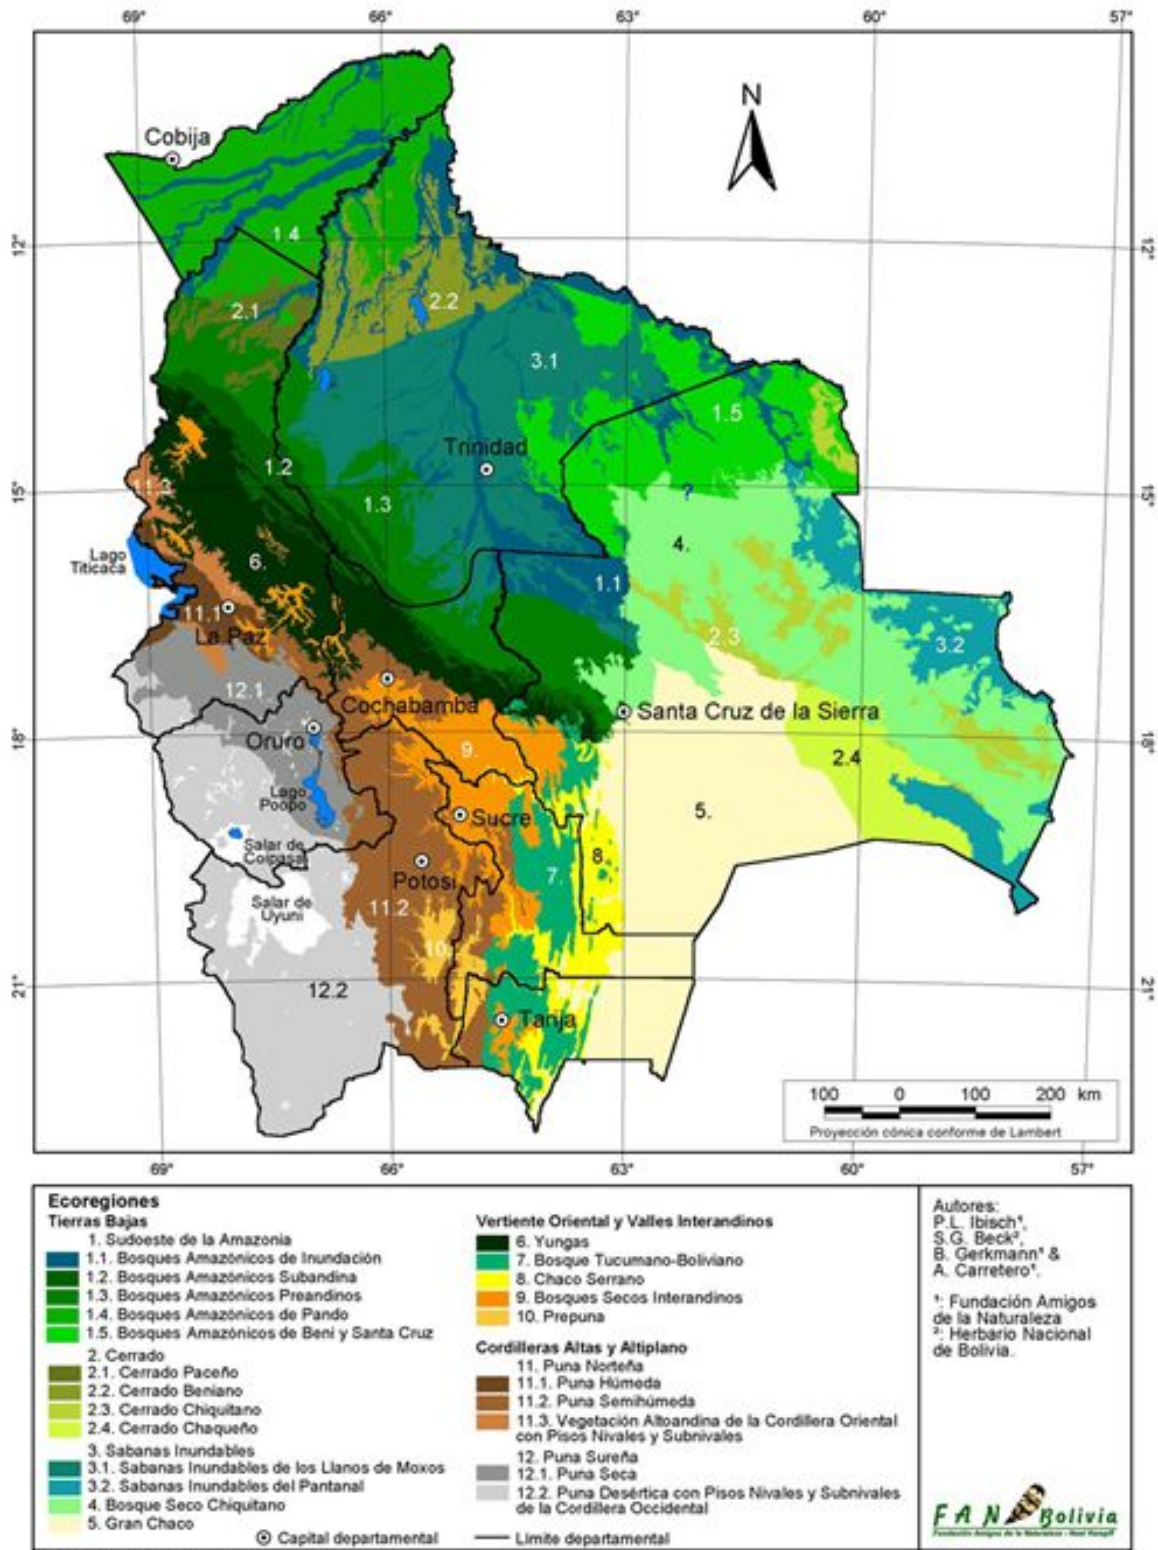 69° 66° 63° 60° 57°
N
Cobija
12° 12°
1.4
2.1
2.2
3.1
1.5
Trinidad
1.2
15° 11.3 15°
1.3
?
Lago
Titicaca
6.
4.
1.1
11.1
La Paz
2.3
3.2
12.1
Cochabamba
Santa Cruz de la Sierra
Oruro
18° 9. 18°
2.4
Lago
Poopo
Sucre
5.
Salar de
Coipasa
8
Potosi
7.
Salar de
Uyuni
11.2
10
21° 12.2 21°
Tanja
100 0 100 200 km
Proyección cónica conforme de Lambert
69° 66° 63° 60° 57°
Ecoregiones
Tierras Bajas
1. Sudoeste de la Amazonia
1.1. Bosques Amazónicos de Inundación
1.2. Bosques Amazónicos Subandina
1.3. Bosques Amazónicos Preandinos
1.4. Bosques Amazónicos de Pando
1.5. Bosques Amazónicos de Beni y Santa Cruz
2. Cerrado
2.1. Cerrado Paceño
2.2. Cerrado Beniano
2.3. Cerrado Chiquitano
2.4. Cerrado Chaqueño
3. Sabanas Inundables
3.1. Sabanas Inundables de los Llanos de Moxos
3.2. Sabanas Inundables del Pantanal
4. Bosque Seco Chiquitano
5. Gran Chaco
Capital departamental
Vertiente Oriental y Valles Interandinos
6. Yungas
7. Bosque Tucumano-Boliviano
8. Chaco Serrano
9. Bosques Secos Interandinos
10. Prepuna
Cordilleras Altas y Altiplano
11. Puna Norteña
11.1. Puna Húmeda
11.2. Puna Semihúmeda
11.3. Vegetación Altoandina de la Cordillera Oriental
con Pisos Nivales y Subnivales
12. Puna Sureña
12.1. Puna Seca
12.2. Puna Desértica con Pisos Nivales y Subnivales
de la Cordillera Occidental
Límite departamental
Autores:
P.L. Ibisch¹,
S.G. Beck²,
B. Gerkmann¹ &
A. Carretero¹.
¹: Fundación Amigos
de la Naturaleza
²: Herbario Nacional
de Bolivia.
FAN Bolivia
Fundación Amigos de la Naturaleza - Noel Kempff